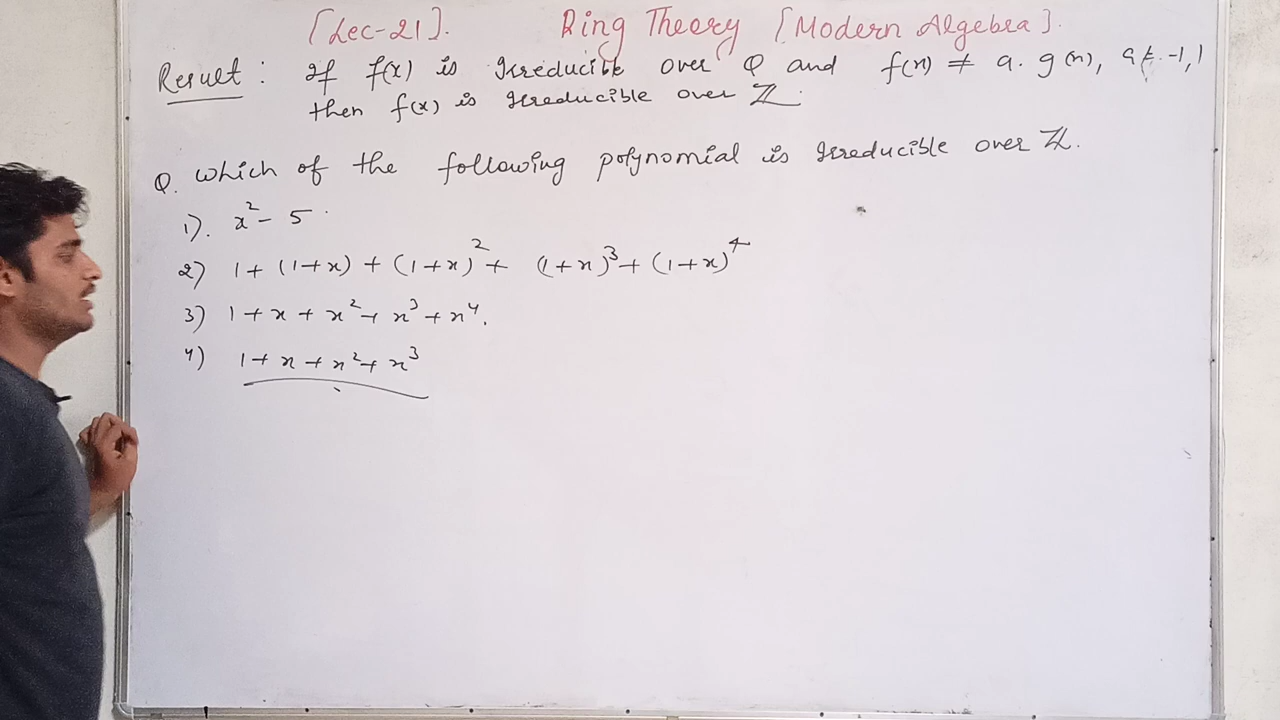 [Lec-21]. Ring Theory [Modern Algebra].
Result : If f(x) is Irreducible over Q and f(x) ≠ a. g(x), a ≠ -1, 1
then f(x) is Irreducible over ℤ.
Q. Which of the following polynomial is Irreducible over ℤ.
1). x² - 5 .
2) 1 + (1+x) + (1+x)² + (1+x)³ + (1+x)⁴
3) 1 + x + x² + x³ + x⁴.
4) 1 + x + x² + x³